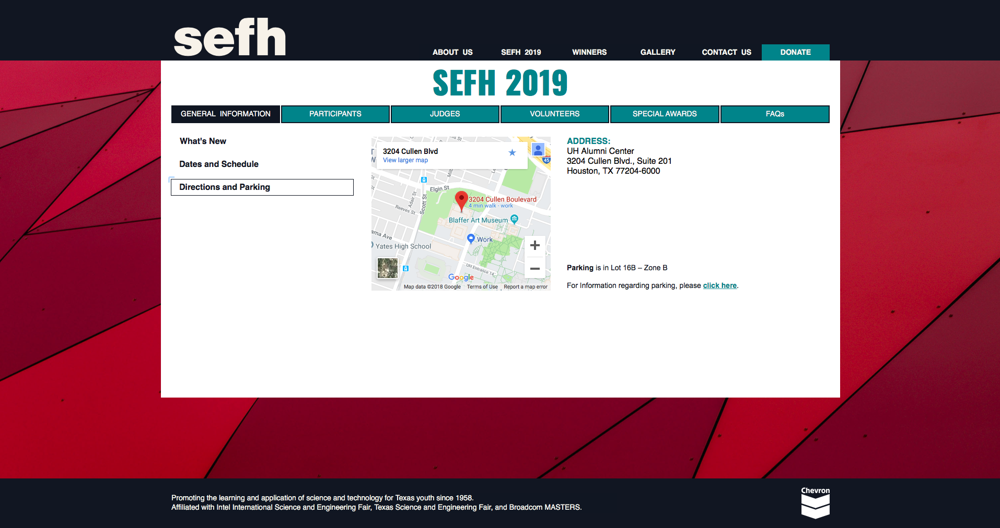 sefh
ABOUT US
SEFH 2019
WINNERS
GALLERY
CONTACT US
DONATE
SEFH 2019
GENERAL INFORMATION
PARTICIPANTS
JUDGES
VOLUNTEERS
SPECIAL AWARDS
FAQs
What's New
Dates and Schedule
Directions and Parking
3204 Cullen Blvd
View larger map
45
Elgin St
Adair St
Scott St
Reeves St
3204 Cullen Boulevard
4 min walk - work
Blaffer Art Museum
Work
Yates High School
UH Entrance 14
Google
Map data ©2018 Google
Terms of Use
Report a map error
ADDRESS:
UH Alumni Center
3204 Cullen Blvd., Suite 201
Houston, TX 77204-6000
Parking is in Lot 16B – Zone B
For Information regarding parking, please click here.
Promoting the learning and application of science and technology for Texas youth since 1958.
Affiliated with Intel International Science and Engineering Fair, Texas Science and Engineering Fair, and Broadcom MASTERS.
Chevron